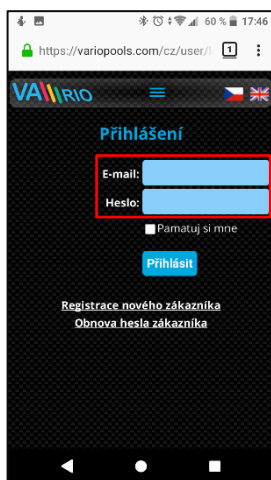 60 % 17:46
https://variopools.com/cz/user/ 1
VARIO
Přihlášení
E-mail:
Heslo:
Pamatuj si mne
Přihlásit
Registrace nového zákazníka
Obnova hesla zákazníka